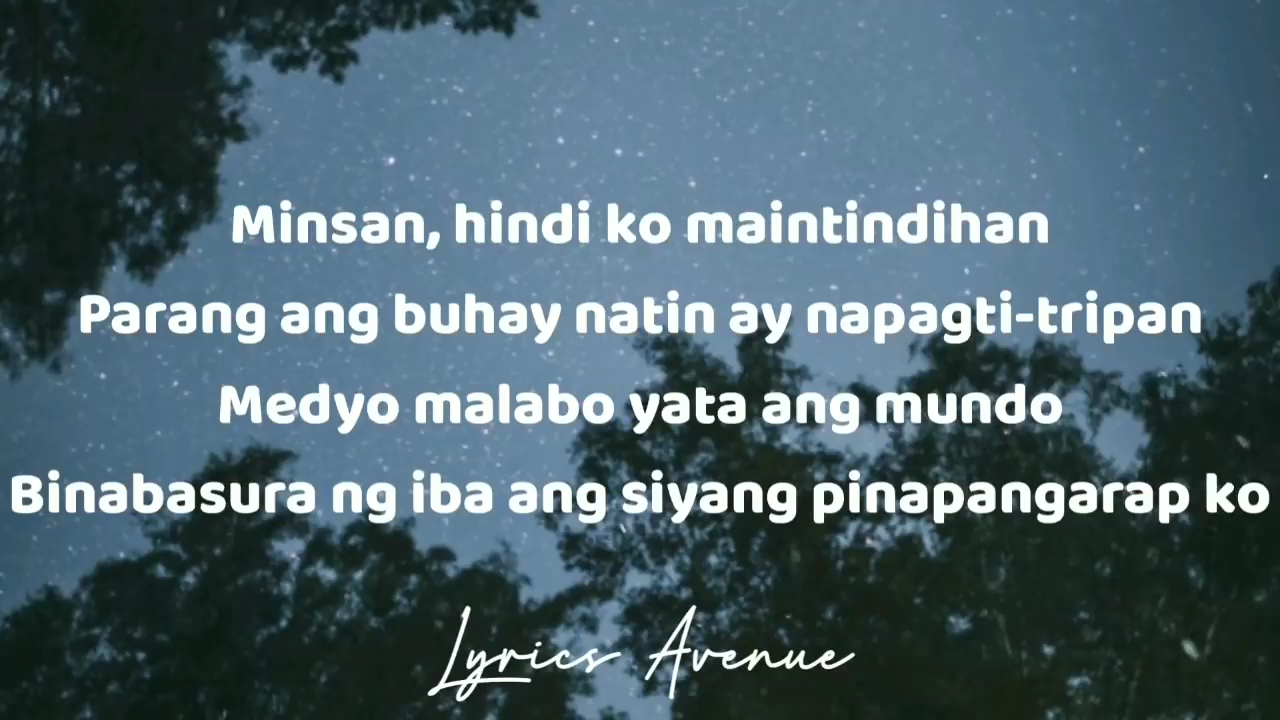 Minsan, hindi ko maintindihan
Parang ang buhay natin ay napagti-tripan
Medyo malabo yata ang mundo
Binabasura ng iba ang siyang pinapangarap ko
Lyrics Avenue